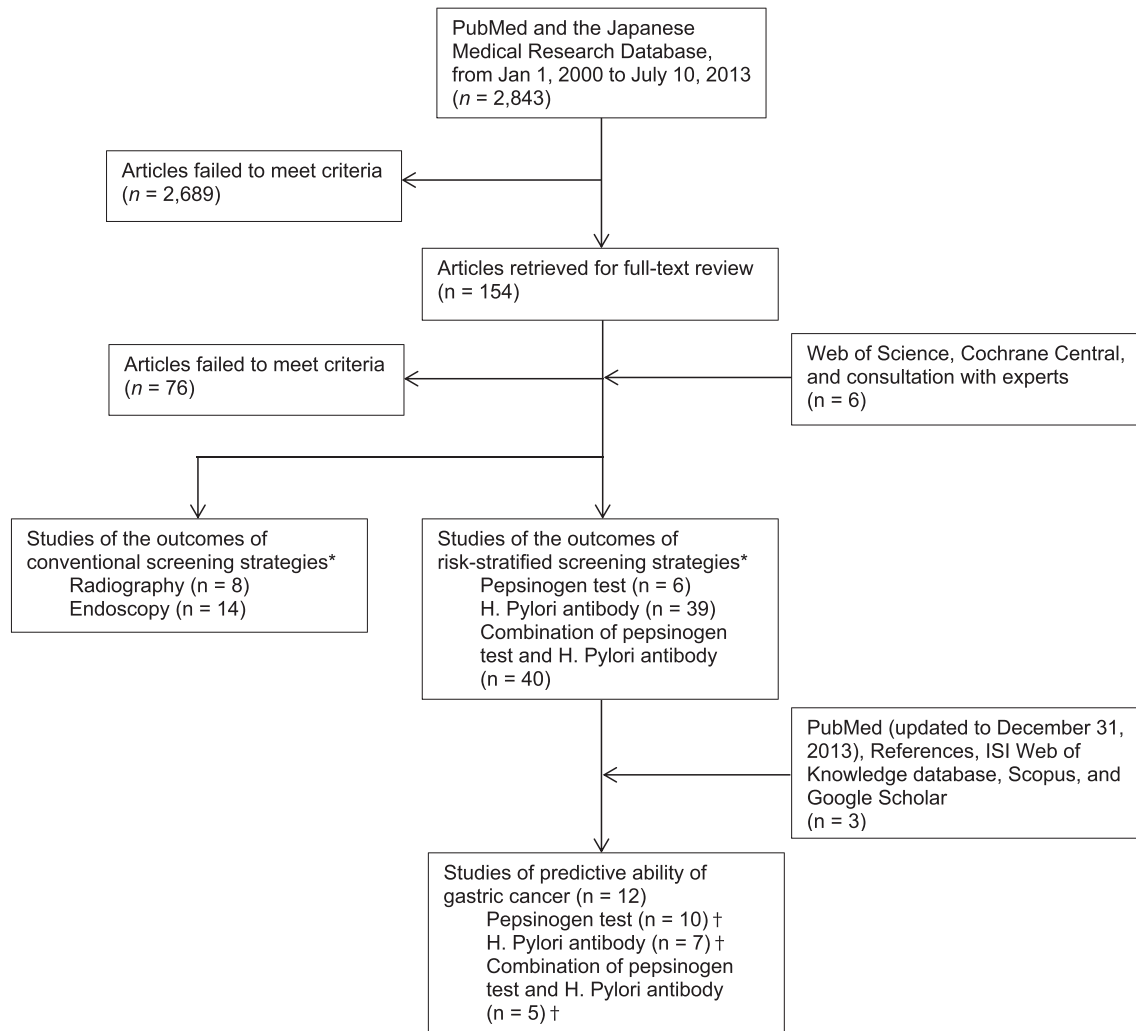 PubMed and the Japanese
Medical Research Database,
from Jan 1, 2000 to July 10, 2013
(n = 2,843)
Articles failed to meet criteria
(n = 2,689)
Articles retrieved for full-text review
(n = 154)
Articles failed to meet criteria
(n = 76)
Web of Science, Cochrane Central,
and consultation with experts
(n = 6)
Studies of the outcomes of
conventional screening strategies*
Radiography (n = 8)
Endoscopy (n = 14)
Studies of the outcomes of
risk-stratified screening strategies*
Pepsinogen test (n = 6)
H. Pylori antibody (n = 39)
Combination of pepsinogen
test and H. Pylori antibody
(n = 40)
PubMed (updated to December 31,
2013), References, ISI Web of
Knowledge database, Scopus, and
Google Scholar
(n = 3)
Studies of predictive ability of
gastric cancer (n = 12)
Pepsinogen test (n = 10) †
H. Pylori antibody (n = 7) †
Combination of pepsinogen
test and H. Pylori antibody
(n = 5) †